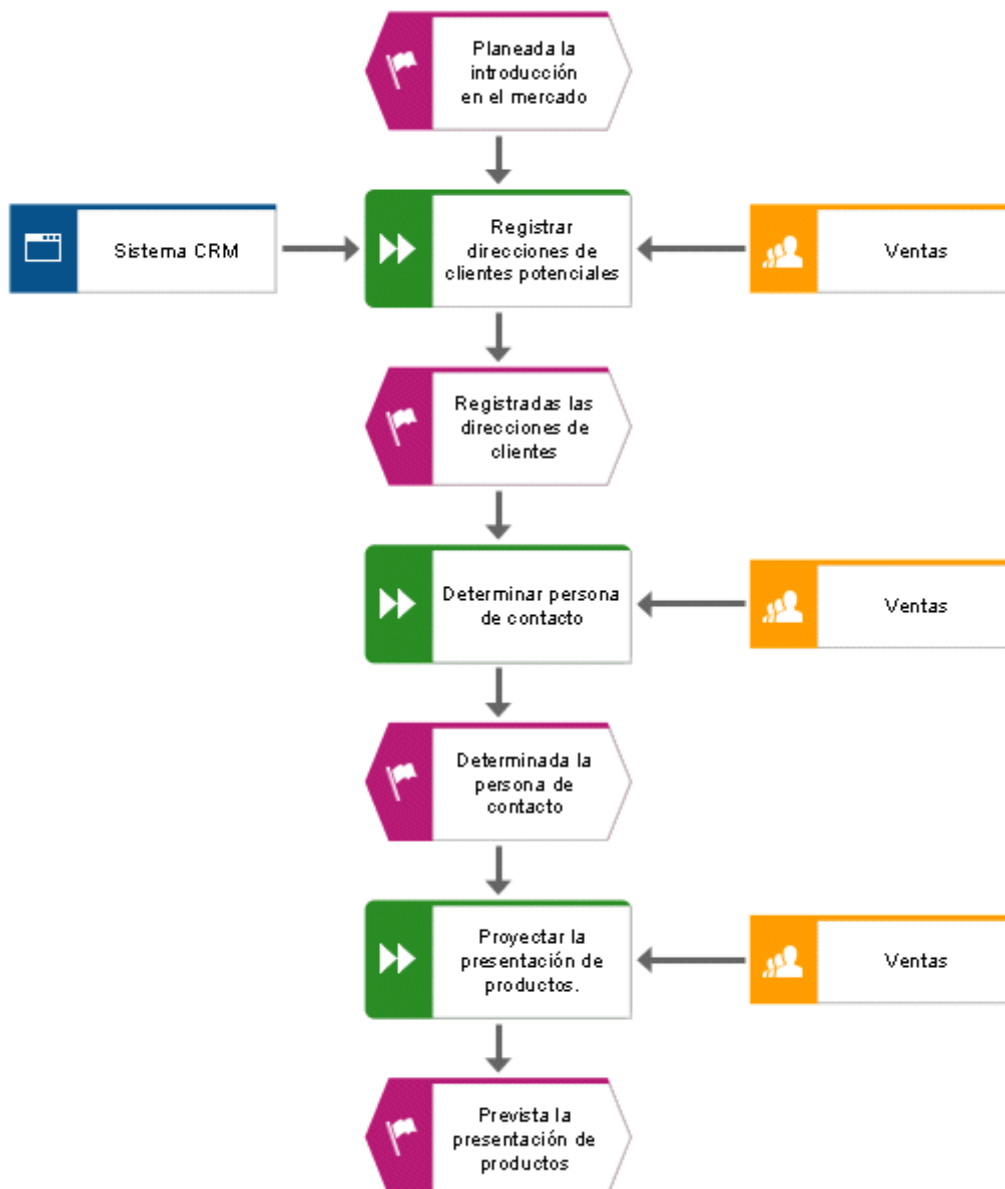 Planeada la
introducción
en el mercado
Sistema CRM
Registrar
direcciones de
clientes potenciales
Ventas
Registradas las
direcciones de
clientes
Determinar persona
de contacto
Ventas
Determinada la
persona de
contacto
Proyectar la
presentación de
productos.
Ventas
Prevista la
presentación de
productos